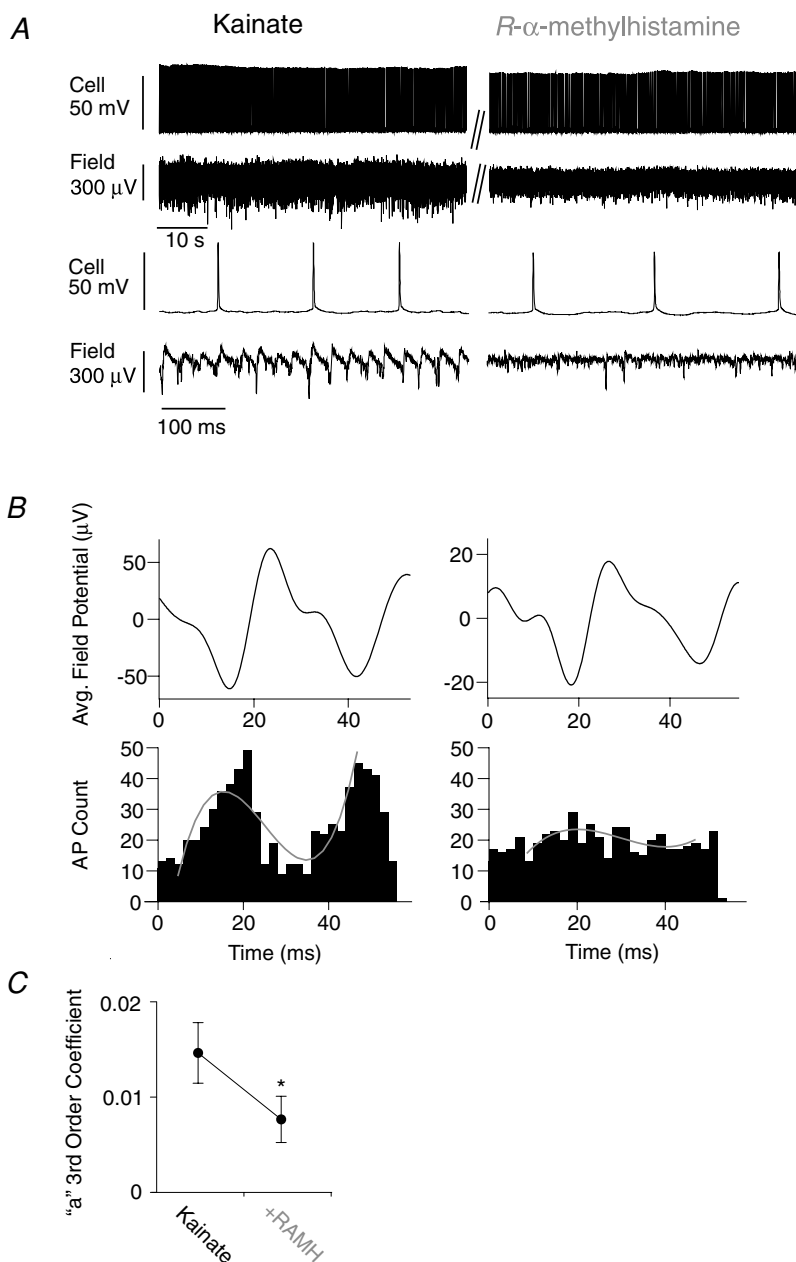 A
Kainate
R-α-methylhistamine
Cell
50 mV
Field
300 μV
10 s
Cell
50 mV
Field
300 μV
100 ms
B
Avg. Field Potential (μV)
50
0
-50
0 20 40
20
0
-20
0 20 40
AP Count
50
40
30
20
10
0
0 20 40
Time (ms)
50
40
30
20
10
0
0 20 40
Time (ms)
C
"a" 3rd Order Coefficient
0.02
0.01
0
*
Kainate
+RAMH